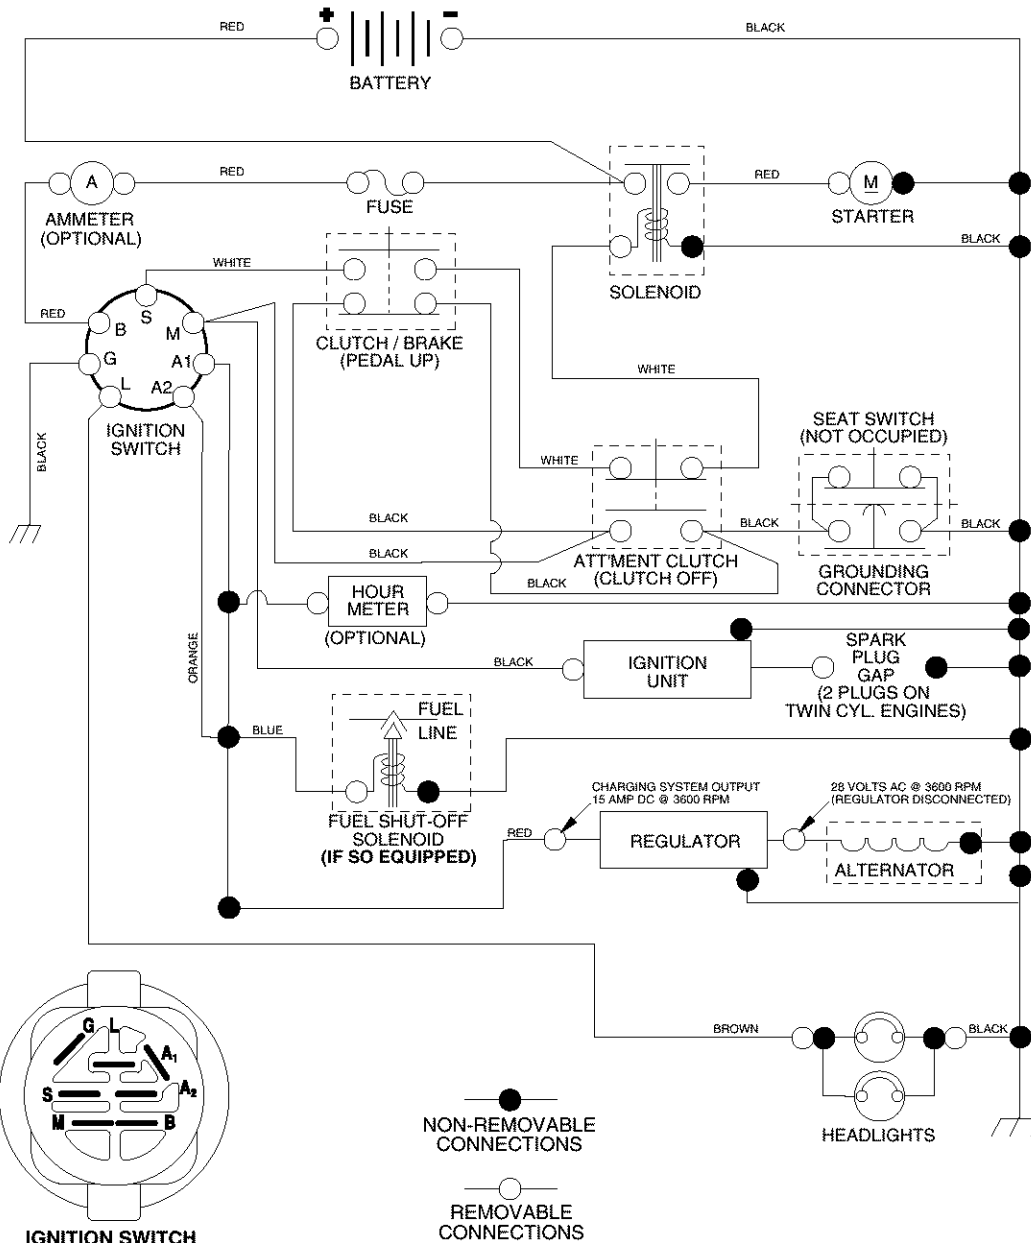 + -
RED
BLACK
BATTERY
RED
A
RED
M
AMMETER
(OPTIONAL)
FUSE
STARTER
BLACK
WHITE
SOLENOID
RED
S
B
M
G
A1
L
A2
CLUTCH / BRAKE
(PEDAL UP)
WHITE
IGNITION
SWITCH
BLACK
SEAT SWITCH
(NOT OCCUPIED)
WHITE
BLACK
BLACK
BLACK
BLACK
ATT'MENT CLUTCH
(CLUTCH OFF)
GROUNDING
CONNECTOR
BLACK
HOUR
METER
(OPTIONAL)
ORANGE
BLACK
IGNITION
UNIT
SPARK
PLUG
GAP
(2 PLUGS ON
TWIN CYL. ENGINES)
BLUE
FUEL
LINE
FUEL SHUT-OFF
SOLENOID
(IF SO EQUIPPED)
CHARGING SYSTEM OUTPUT
15 AMP DC @ 3600 RPM
28 VOLTS AC @ 3600 RPM
(REGULATOR DISCONNECTED)
RED
REGULATOR
ALTERNATOR
BROWN
BLACK
HEADLIGHTS
G L
A1
S
A2
M
B
IGNITION SWITCH
NON-REMOVABLE
CONNECTIONS
REMOVABLE
CONNECTIONS